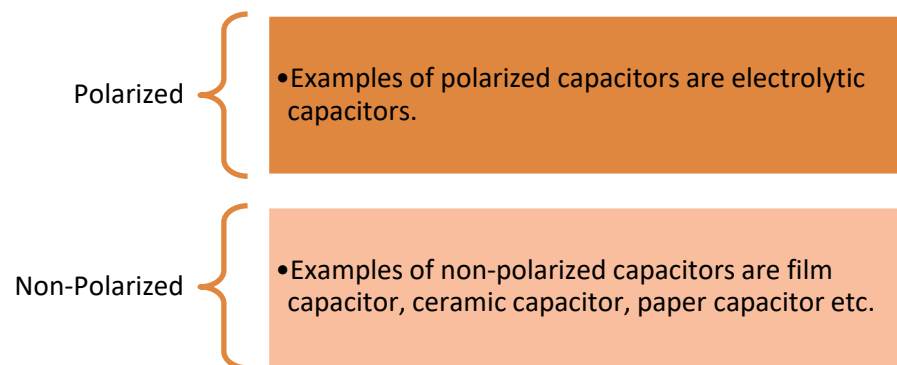 Polarized
•Examples of polarized capacitors are electrolytic
capacitors.
Non-Polarized
•Examples of non-polarized capacitors are film
capacitor, ceramic capacitor, paper capacitor etc.